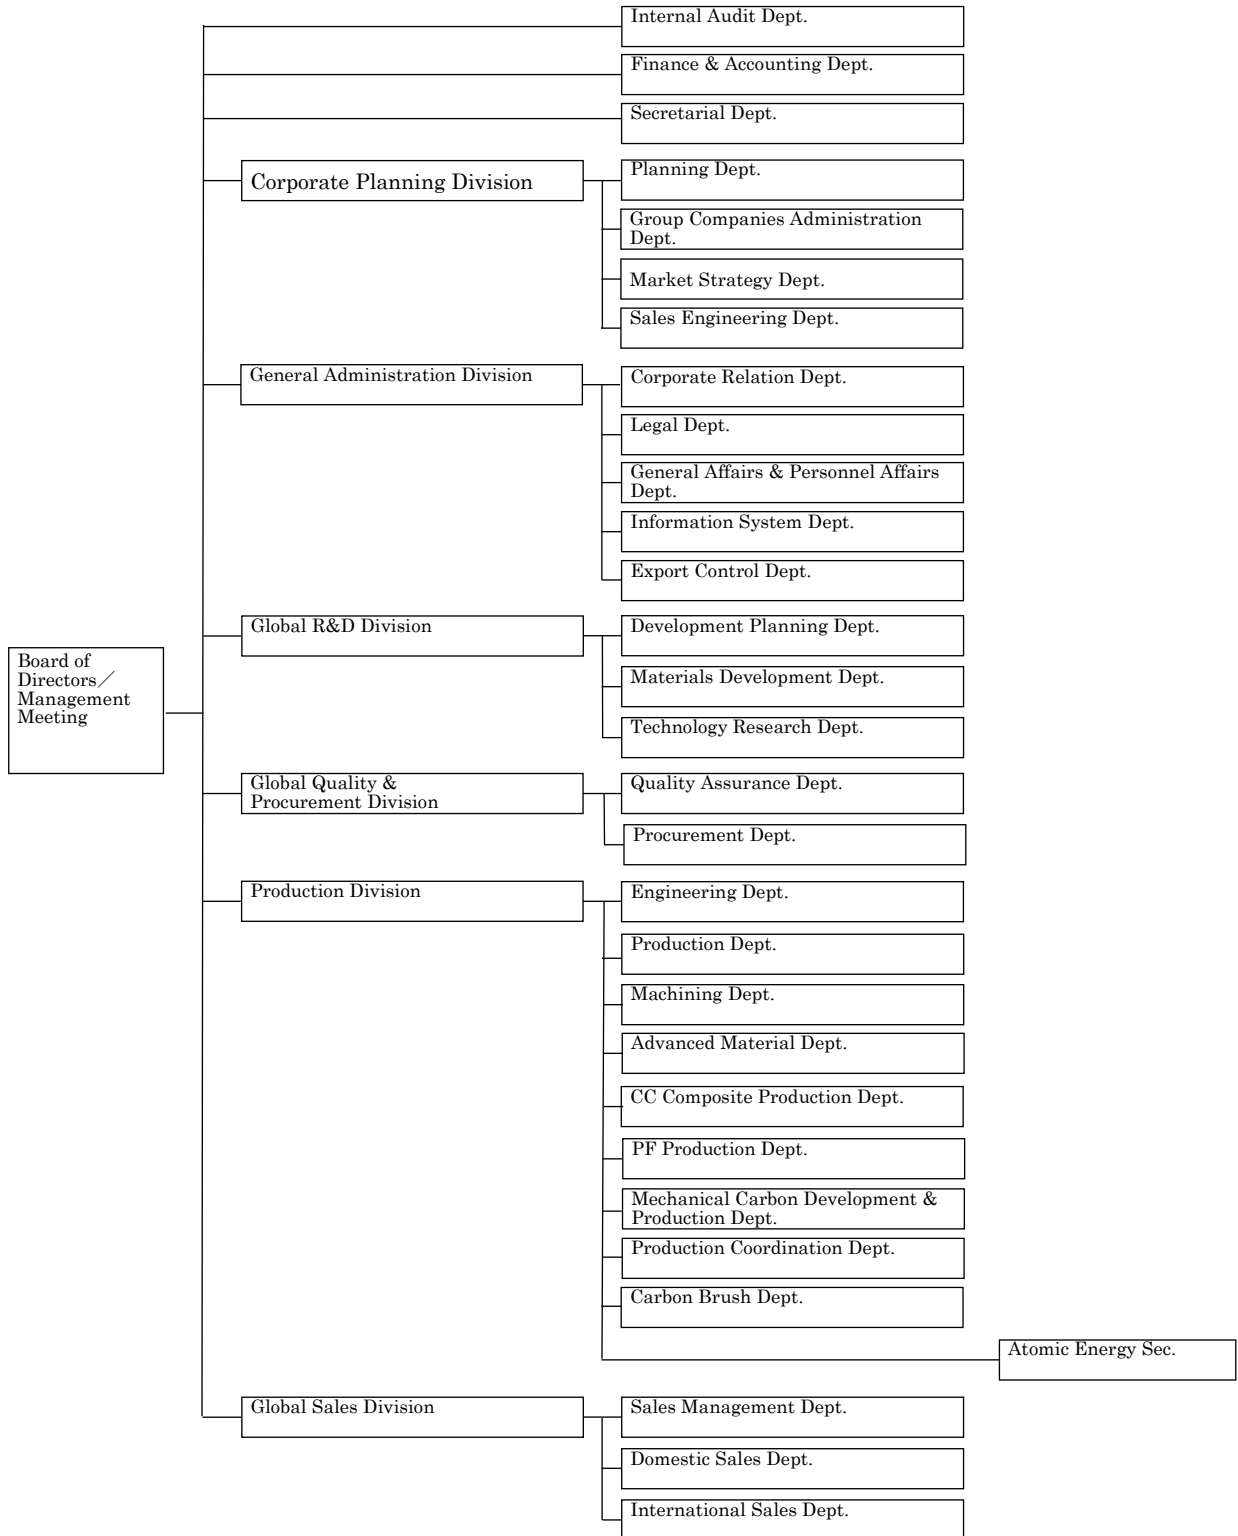 Internal Audit Dept.
Finance & Accounting Dept.
Secretarial Dept.
Corporate Planning Division
Planning Dept.
Group Companies Administration
Dept.
Market Strategy Dept.
Sales Engineering Dept.
General Administration Division
Corporate Relation Dept.
Legal Dept.
General Affairs & Personnel Affairs
Dept.
Information System Dept.
Export Control Dept.
Board of
Directors／
Management
Meeting
Global R&D Division
Development Planning Dept.
Materials Development Dept.
Technology Research Dept.
Global Quality &
Procurement Division
Quality Assurance Dept.
Procurement Dept.
Production Division
Engineering Dept.
Production Dept.
Machining Dept.
Advanced Material Dept.
CC Composite Production Dept.
PF Production Dept.
Mechanical Carbon Development &
Production Dept.
Production Coordination Dept.
Carbon Brush Dept.
Atomic Energy Sec.
Global Sales Division
Sales Management Dept.
Domestic Sales Dept.
International Sales Dept.